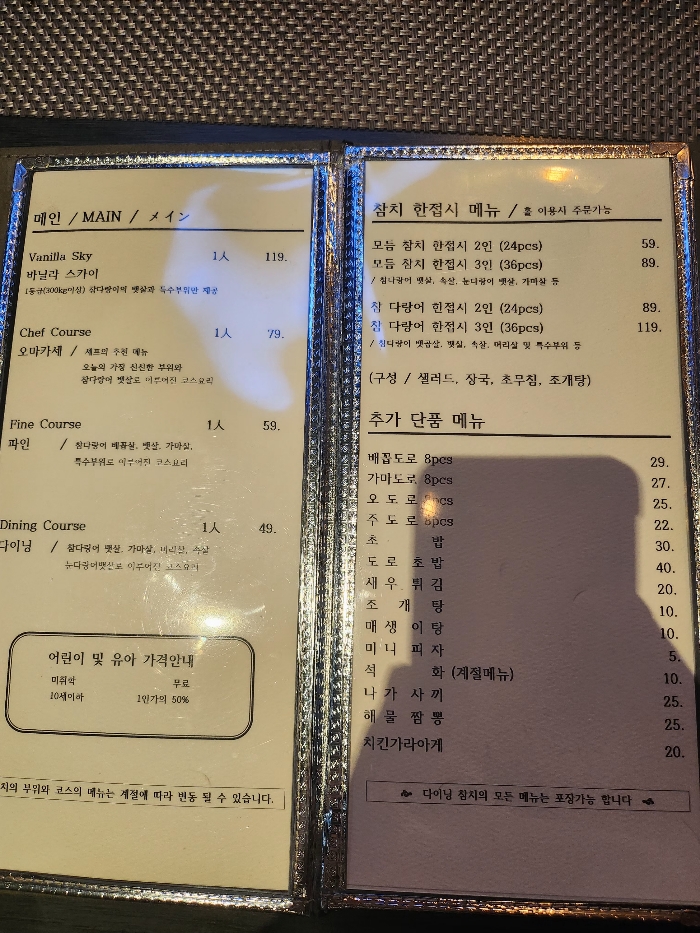 메인 / MAIN / メイン
Vanilla Sky 1人 119.
바닐라 스카이
1등급(300kg이상) 참다랑어의 뱃살과 특수부위만 제공
Chef Course 1人 79.
오마카세 / 셰프의 추천 메뉴
오늘의 가장 신선한 부위와
참다랑어 뱃살로 이루어진 코스요리
Fine Course 1人 59.
파인 / 참다랑어 배꼽살, 뱃살, 가마살,
특수부위로 이루어진 코스요리
Dining Course 1人 49.
다이닝 / 참다랑어 뱃살, 가마살, 머리살, 속살
눈다랑어뱃살로 이루어진 코스요리
어린이 및 유아 가격안내
미취학 무료
10세이하 1인가의 50%
치의 부위와 코스의 메뉴는 계절에 따라 변동 될 수 있습니다.
참치 한접시 메뉴 / 홀 이용시 주문가능
모듬 참치 한접시 2인 (24pcs) 59.
모듬 참치 한접시 3인 (36pcs) 89.
/ 참다랑어 뱃살, 속살, 눈다랑어 뱃살, 가마살 등
참 다랑어 한접시 2인 (24pcs) 89.
참 다랑어 한접시 3인 (36pcs) 119.
/ 참다랑어 뱃꼽살, 뱃살, 속살, 머리살 및 특수부위 등
(구성 / 샐러드, 장국, 초무침, 조개탕)
추가 단품 메뉴
배꼽도로 8pcs 29.
가마도로 8pcs 27.
오 도 로 8pcs 25.
주 도 로 8pcs 22.
초 밥 30.
도 로 초 밥 40.
새 우 튀 김 20.
조 개 탕 10.
매 생 이 탕 10.
미 니 피 자 5.
석 화 (계절메뉴) 10.
나 가 사 끼 25.
해 물 짬 뽕 25.
치킨가라아게 20.
다이닝 참치의 모든 메뉴는 포장가능 합니다